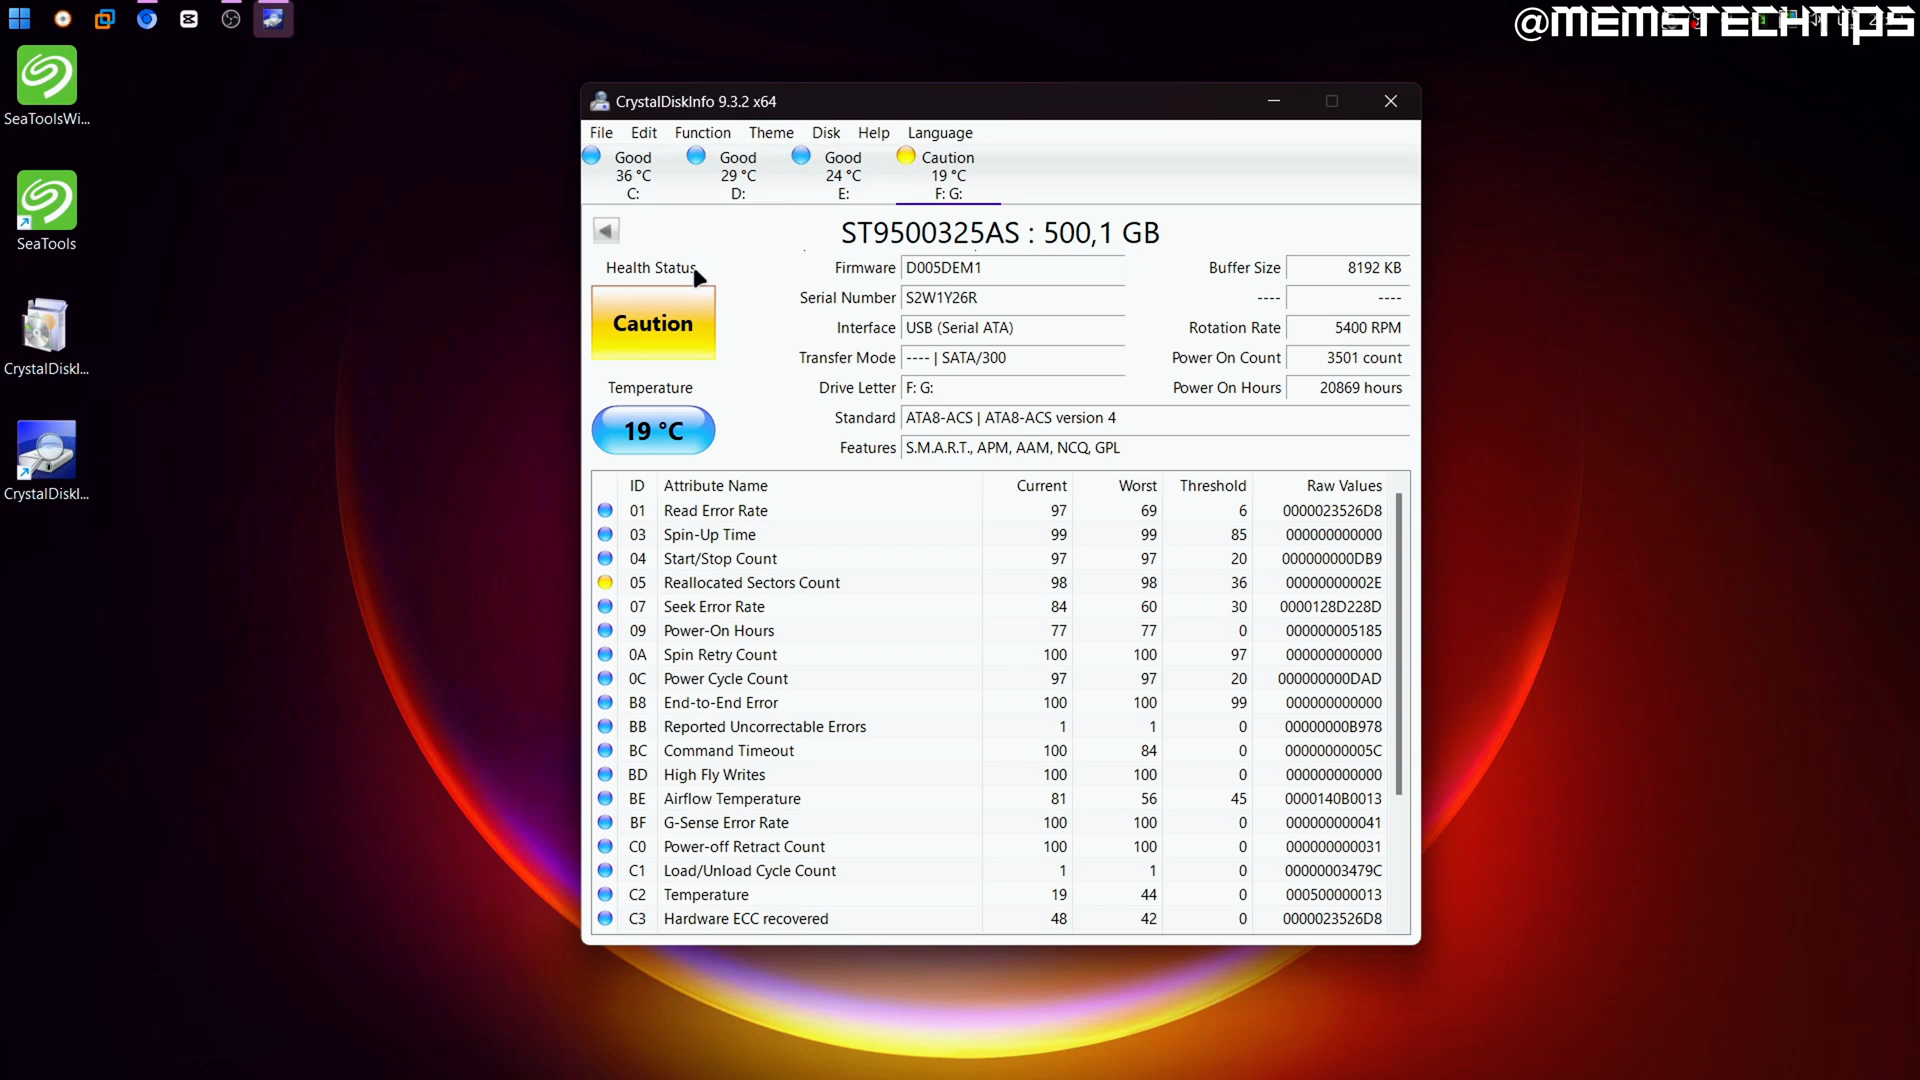 @MEMSTECHTIPS
SeaToolsWi...
SeaTools
CrystalDiskI...
CrystalDiskI...
CrystalDiskInfo 9.3.2 x64
File Edit Function Theme Disk Help Language
Good Good Good Caution
36 °C 29 °C 24 °C 19 °C
C: D: E: F: G:
ST9500325AS : 500,1 GB
Health Status
Caution
Temperature
19 °C
Firmware D005DEM1 Buffer Size 8192 KB
Serial Number S2W1Y26R ---- ----
Interface USB (Serial ATA) Rotation Rate 5400 RPM
Transfer Mode ---- | SATA/300 Power On Count 3501 count
Drive Letter F: G: Power On Hours 20869 hours
Standard ATA8-ACS | ATA8-ACS version 4
Features S.M.A.R.T., APM, AAM, NCQ, GPL
ID Attribute Name Current Worst Threshold Raw Values
01 Read Error Rate 97 69 6 0000023526D8
03 Spin-Up Time 99 99 85 000000000000
04 Start/Stop Count 97 97 20 000000000DB9
05 Reallocated Sectors Count 98 98 36 00000000002E
07 Seek Error Rate 84 60 30 0000128D228D
09 Power-On Hours 77 77 0 000000005185
0A Spin Retry Count 100 100 97 000000000000
0C Power Cycle Count 97 97 20 000000000DAD
B8 End-to-End Error 100 100 99 000000000000
BB Reported Uncorrectable Errors 1 1 0 00000000B978
BC Command Timeout 100 84 0 00000000005C
BD High Fly Writes 100 100 0 000000000000
BE Airflow Temperature 81 56 45 0000140B0013
BF G-Sense Error Rate 100 100 0 000000000041
C0 Power-off Retract Count 100 100 0 000000000031
C1 Load/Unload Cycle Count 1 1 0 00000003479C
C2 Temperature 19 44 0 000500000013
C3 Hardware ECC recovered 48 42 0 0000023526D8